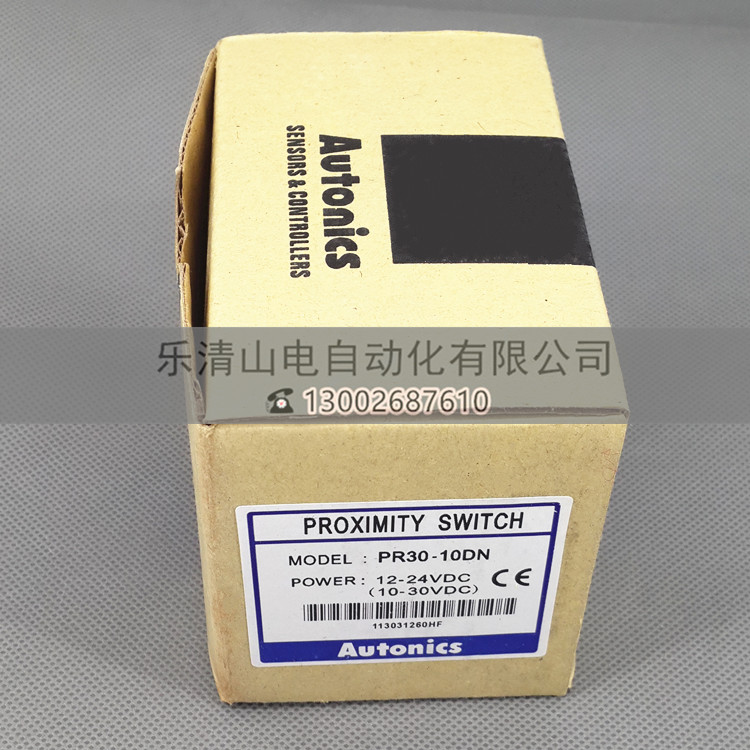 Autonics
SENSORS & CONTROLLERS
乐清山电自动化有限公司
☎ 13002687610
PROXIMITY SWITCH
MODEL : PR30-10DN
POWER : 12-24VDC
(10-30VDC)
CE
113031260HF
Autonics